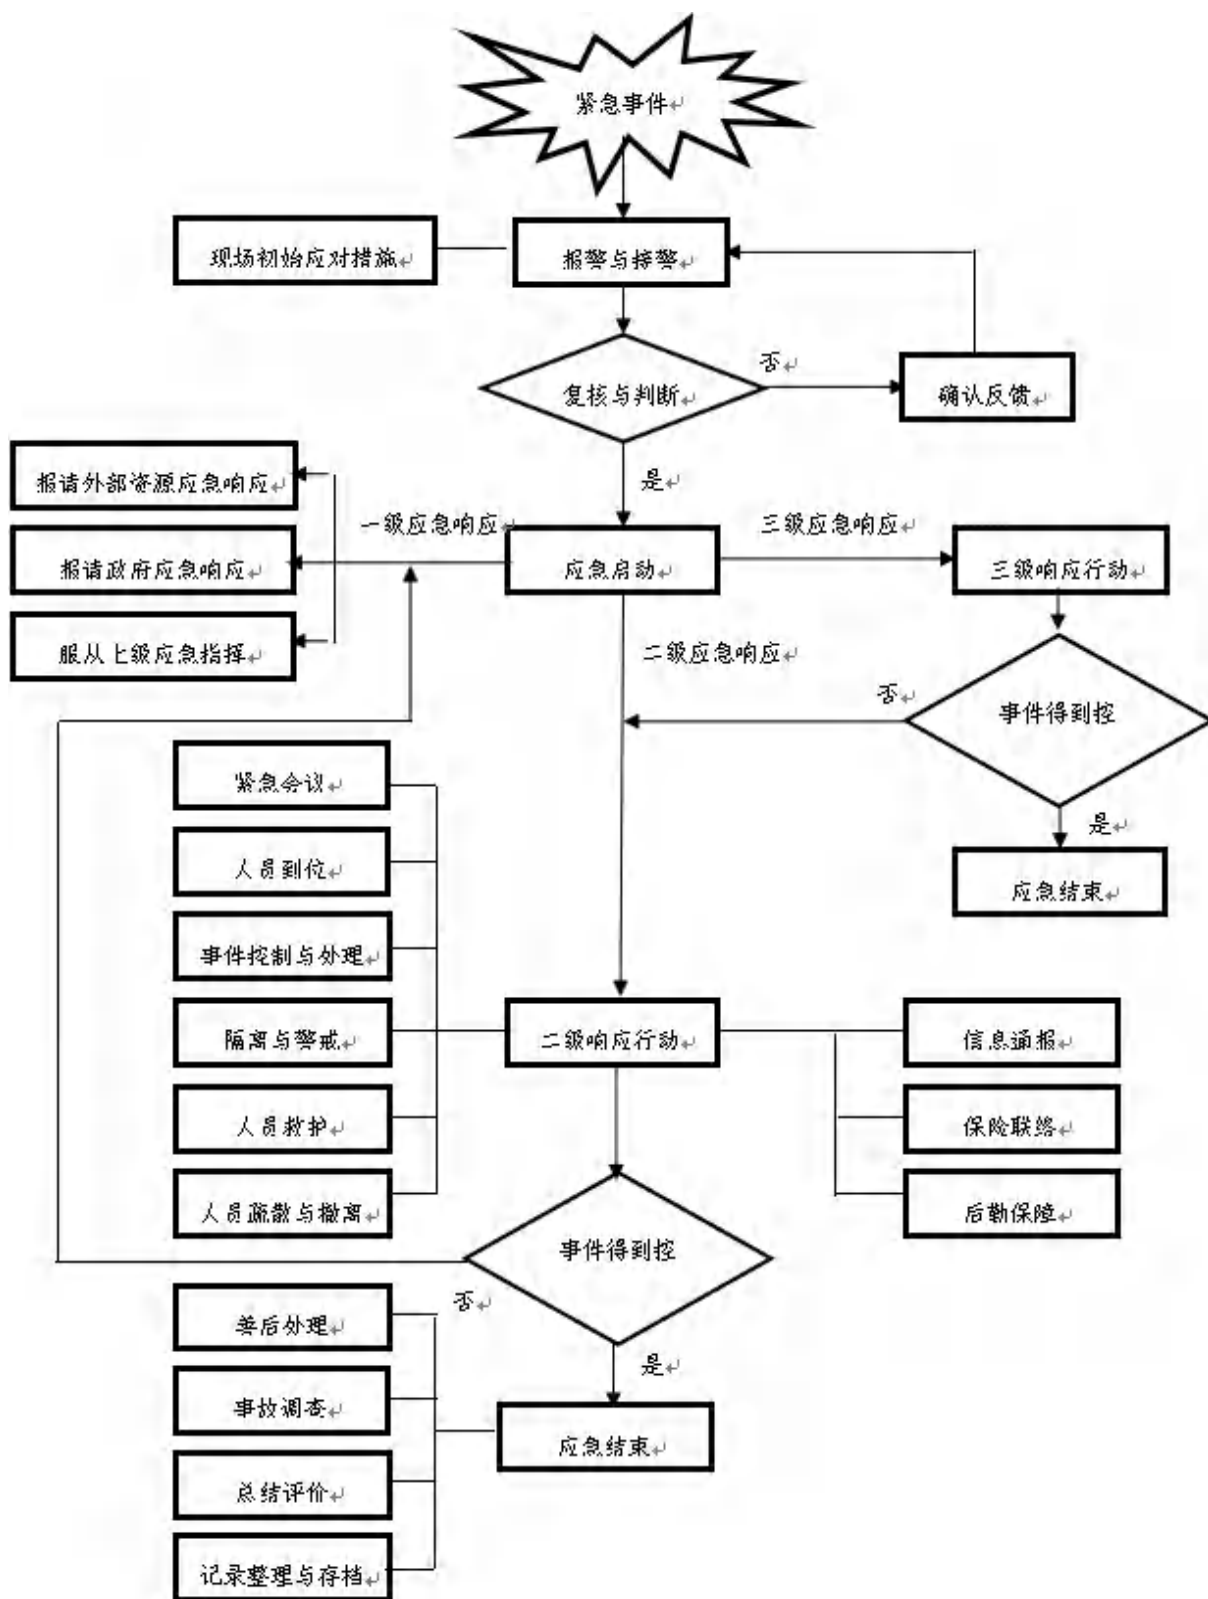 紧急事件
现场初始应对措施
报警与接警
否
复核与判断
确认反馈
是
报请外部资源应急响应
一级应急响应
三级应急响应
报请政府应急响应
应急启动
三级响应行动
服从上级应急指挥
二级应急响应
否
事件得到控
紧急会议
是
人员到位
应急结束
事件控制与处理
隔离与警戒
二级响应行动
信息通报
人员救护
保险联络
人员疏散与撤离
后勤保障
事件得到控
否
善后处理
是
事故调查
应急结束
总结评价
记录整理与存档